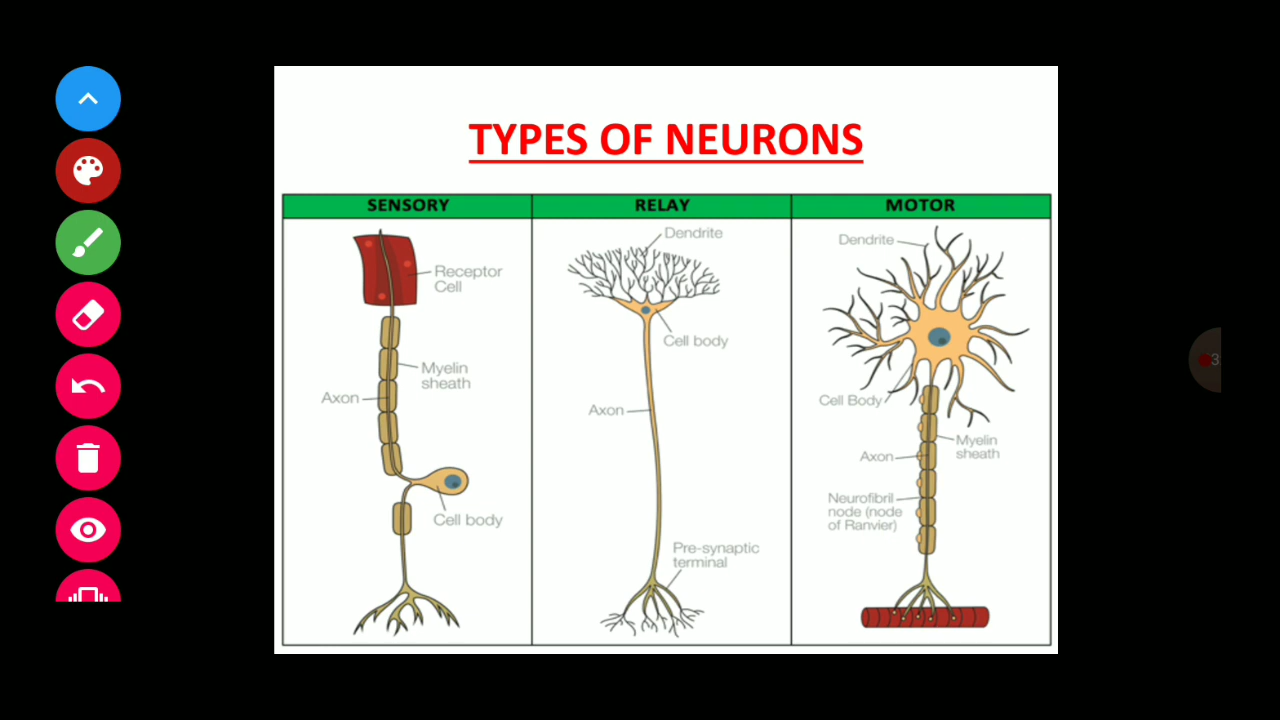 TYPES OF NEURONS
SENSORY
RELAY
MOTOR
Receptor
Cell
Myelin
sheath
Axon
Cell body
Dendrite
Cell body
Axon
Pre-synaptic
terminal
Dendrite
Cell Body
Myelin
sheath
Axon
Neurofibril
node (node
of Ranvier)